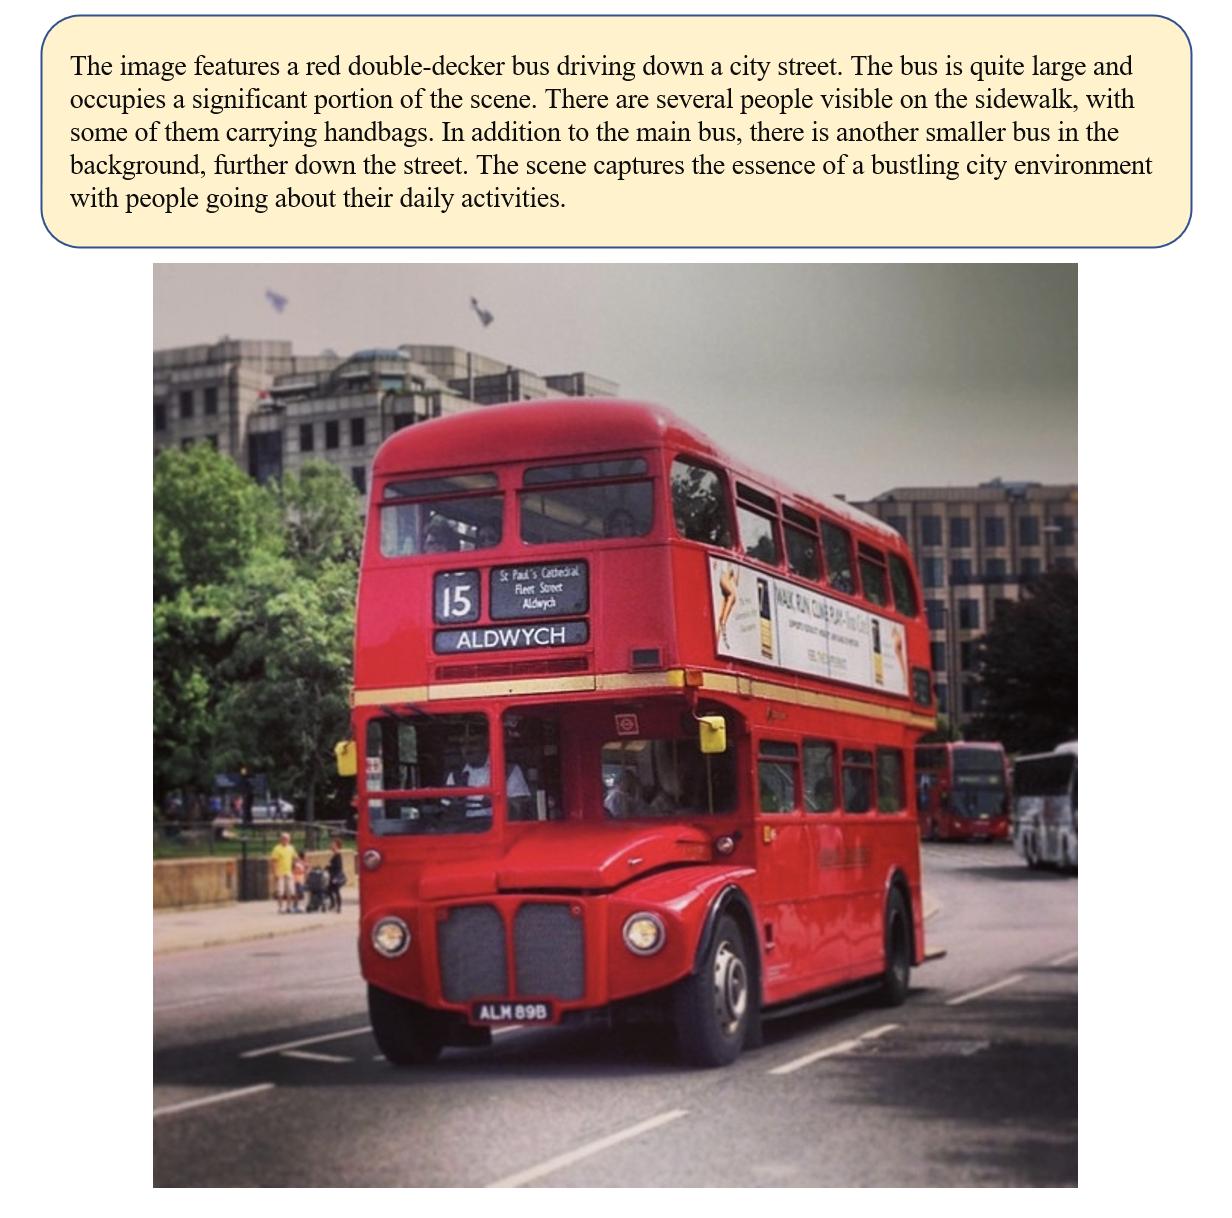 The image features a red double-decker bus driving down a city street. The bus is quite large and
occupies a significant portion of the scene. There are several people visible on the sidewalk, with
some of them carrying handbags. In addition to the main bus, there is another smaller bus in the
background, further down the street. The scene captures the essence of a bustling city environment
with people going about their daily activities.
15
St Paul's Cathedral
Fleet Street
Aldwych
ALDWYCH
WALK RUN CLIMB PLAY
ALM 89B